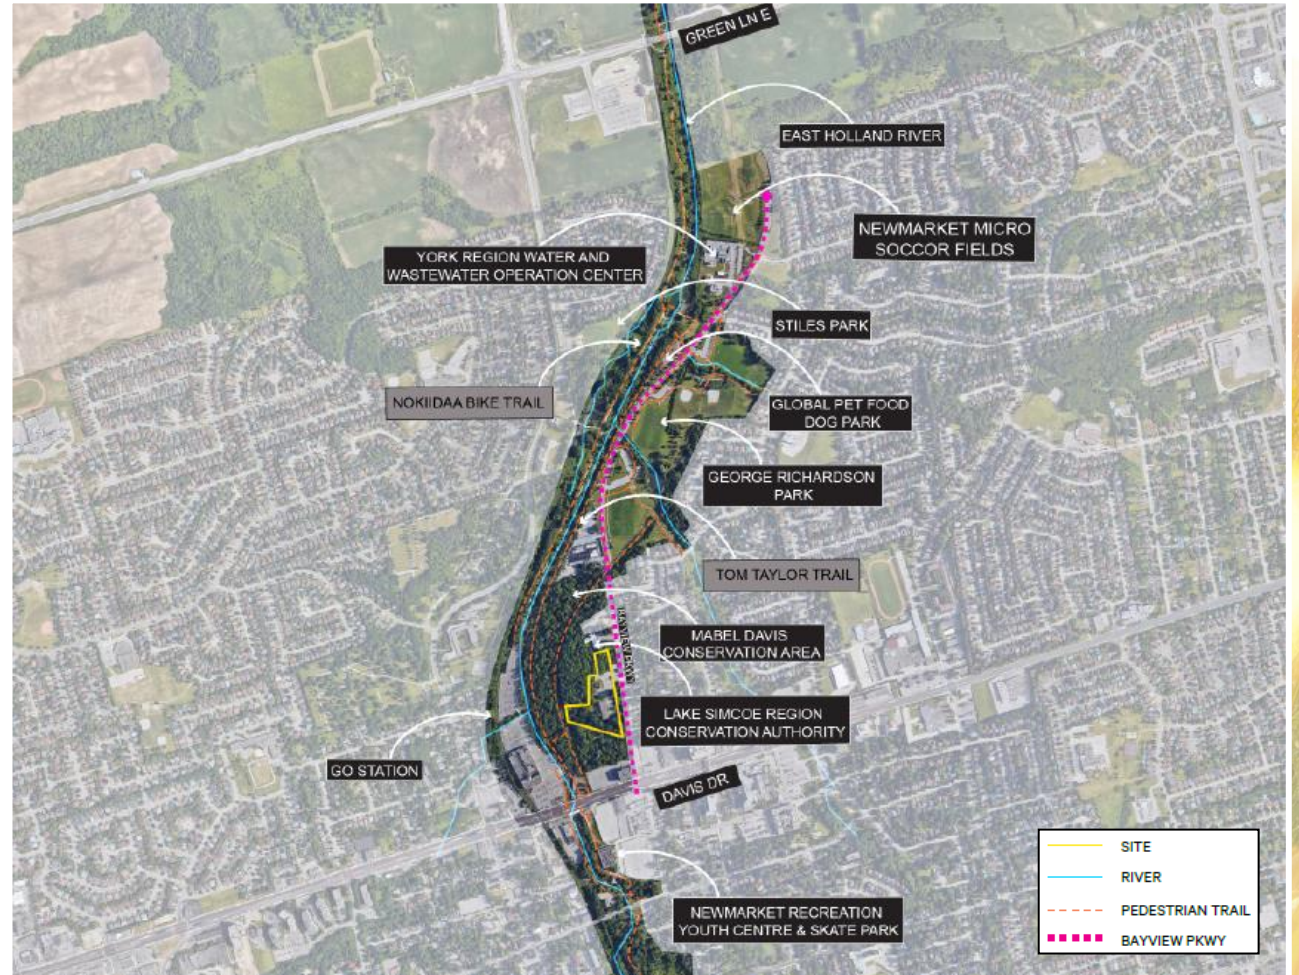 GREEN LN E
EAST HOLLAND RIVER
NEWMARKET MICRO
SOCCOR FIELDS
YORK REGION WATER AND
WASTEWATER OPERATION CENTER
STILES PARK
NOKIIDAA BIKE TRAIL
GLOBAL PET FOOD
DOG PARK
GEORGE RICHARDSON
PARK
TOM TAYLOR TRAIL
MABEL DAVIS
CONSERVATION AREA
LAKE SIMCOE REGION
CONSERVATION AUTHORITY
GO STATION
DAVIS DR
NEWMARKET RECREATION
YOUTH CENTRE & SKATE PARK
SITE
RIVER
PEDESTRIAN TRAIL
BAYVIEW PKWY